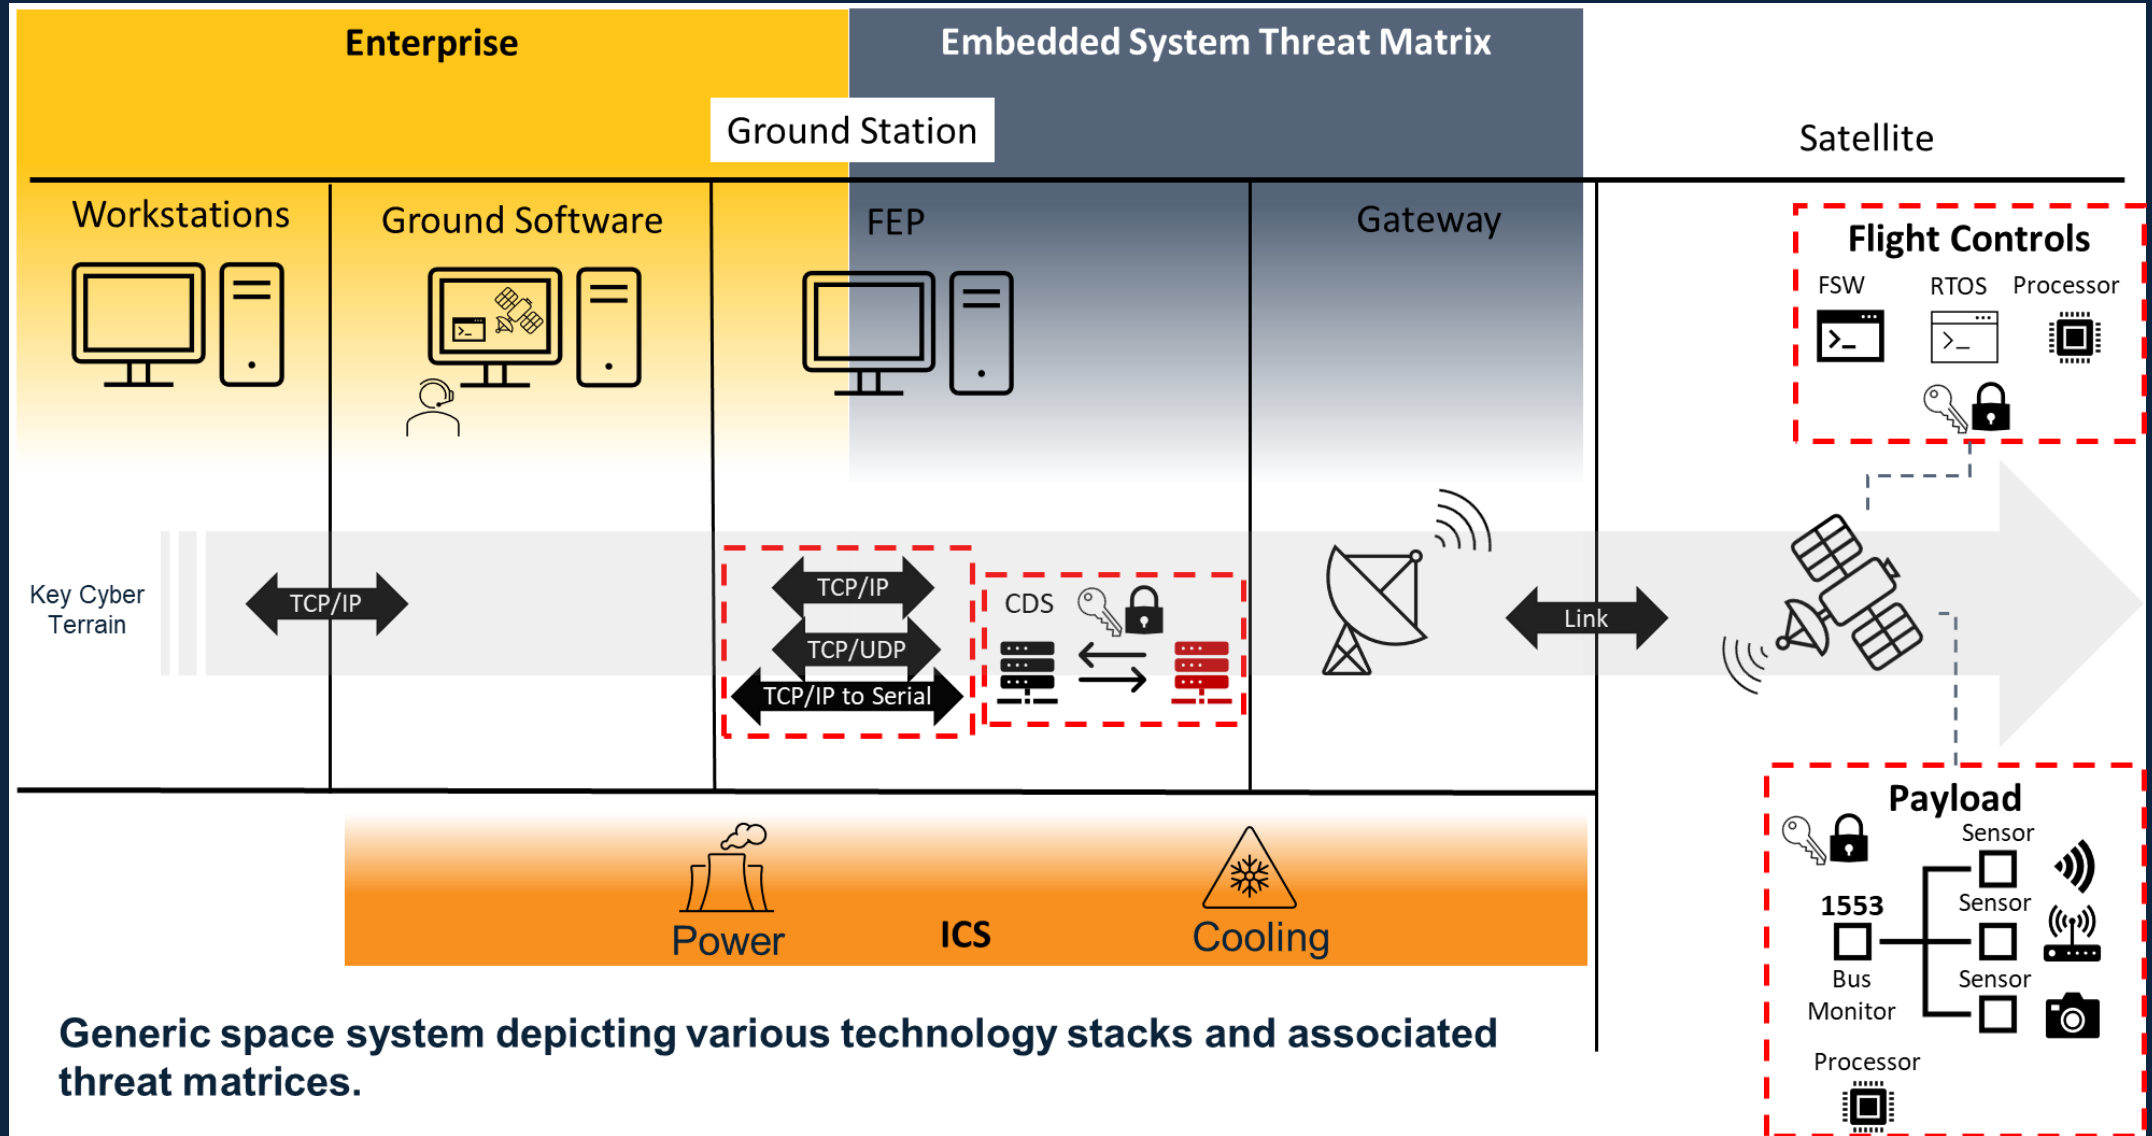 Enterprise
Embedded System Threat Matrix
Ground Station
Satellite
Workstations
Ground Software
FEP
Gateway
Flight Controls
FSW
RTOS
Processor
Key Cyber
Terrain
TCP/IP
TCP/IP
TCP/UDP
TCP/IP to Serial
CDS
Link
Payload
Sensor
1553
Sensor
Bus
Monitor
Sensor
Processor
Power
ICS
Cooling
Generic space system depicting various technology stacks and associated
threat matrices.